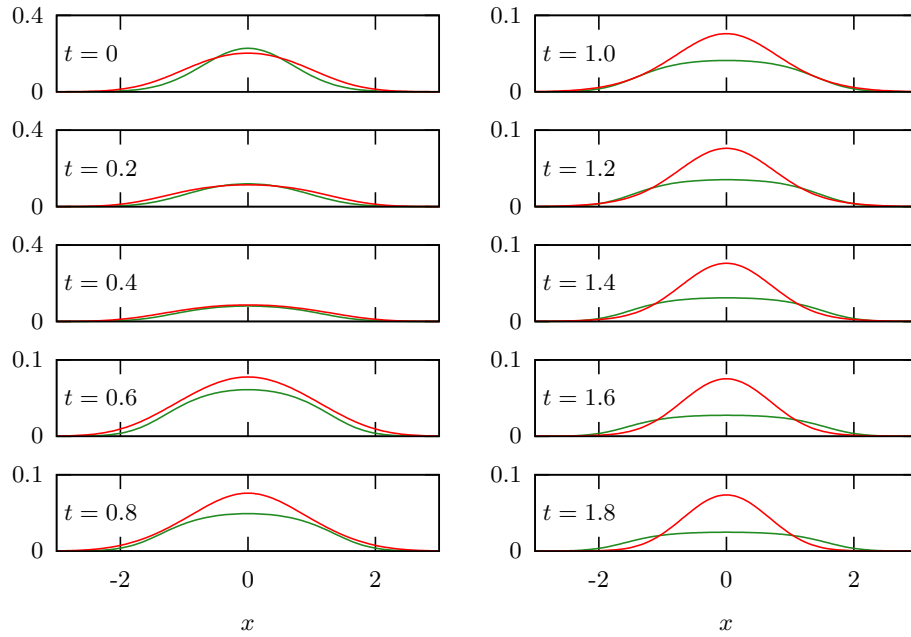 0.4
t = 0
0
0.4
t = 0.2
0
0.4
t = 0.4
0
0.1
t = 0.6
0
0.1
t = 0.8
0
-2 0 2
x
0.1
t = 1.0
0
0.1
t = 1.2
0
0.1
t = 1.4
0
0.1
t = 1.6
0
0.1
t = 1.8
0
-2 0 2
x